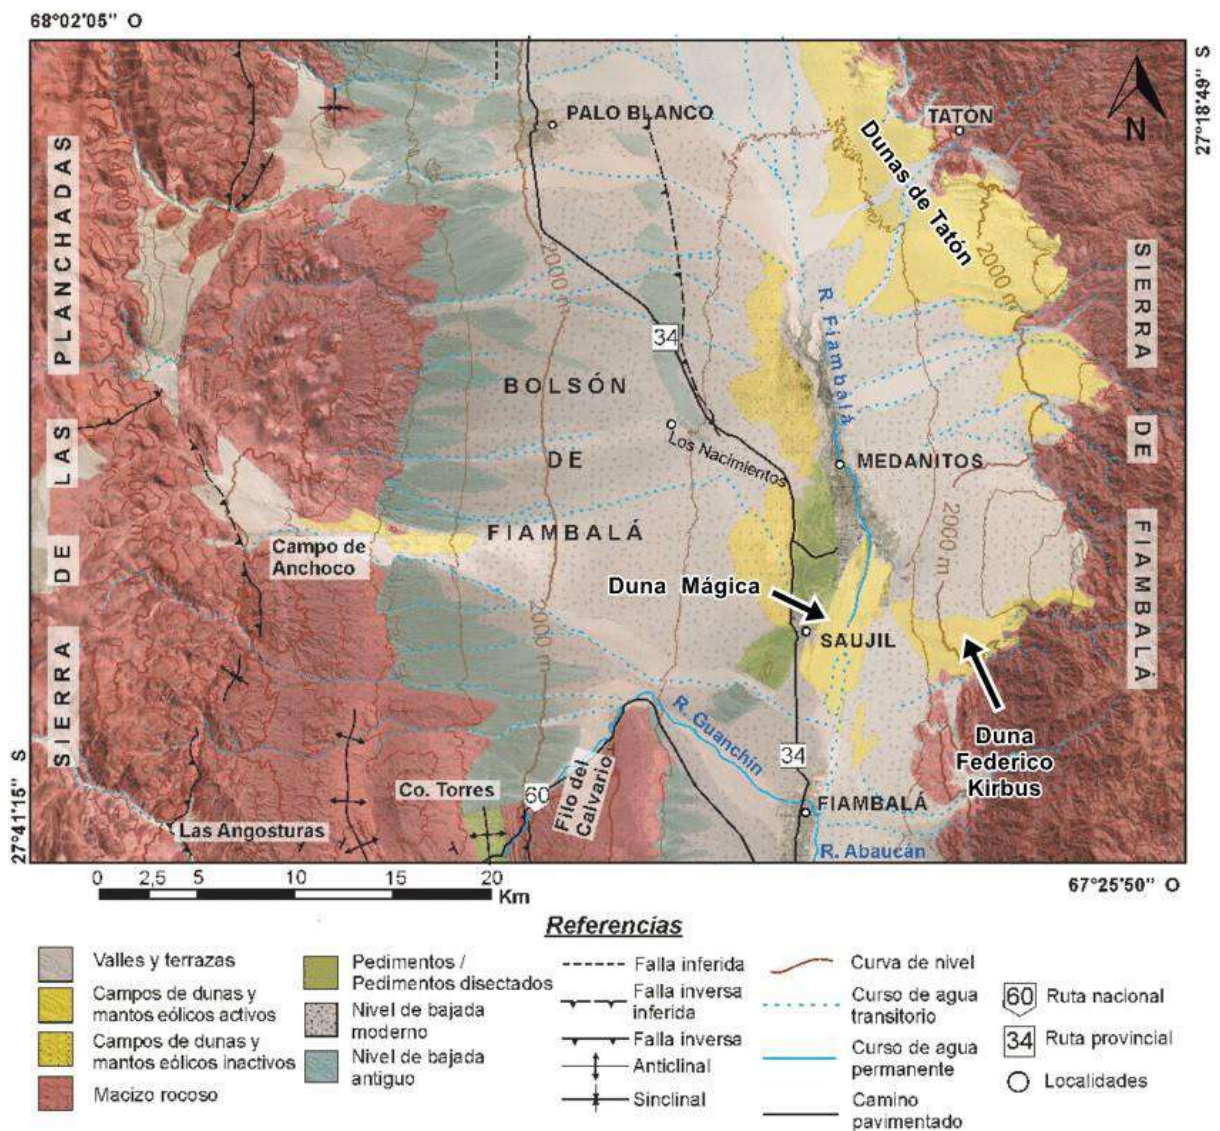 68°02'05" O
27°18'49" S
N
PALO BLANCO
TATÓN
Dunas de Tatón
2000 m
2000 m
SIERRA DE LAS PLANCHADAS
SIERRA DE FIAMBALÁ
R. Fiambalá
34
BOLSÓN
DE
FIAMBALÁ
Los Nacimientos
MEDANITOS
Campo de
Anchoco
2000 m
2000 m
Duna Mágica
SAUJIL
Duna
Federico
Kirbus
R. Guanchín
34
Co. Torres
60
Filo del
Calvario
FIAMBALÁ
Las Angosturas
R. Abaucán
27°41'15" S
67°25'50" O
0 2,5 5 10 15 20
Km
Referencias
Valles y terrazas
Campos de dunas y
mantos eólicos activos
Campos de dunas y
mantos eólicos inactivos
Macizo rocoso
Pedimentos /
Pedimentos disectados
Nivel de bajada
moderno
Nivel de bajada
antiguo
Falla inferida
Falla inversa
inferida
Falla inversa
Anticlinal
Sinclinal
Curva de nivel
Curso de agua
transitorio
Curso de agua
permanente
Camino
pavimentado
60 Ruta nacional
34 Ruta provincial
Localidades